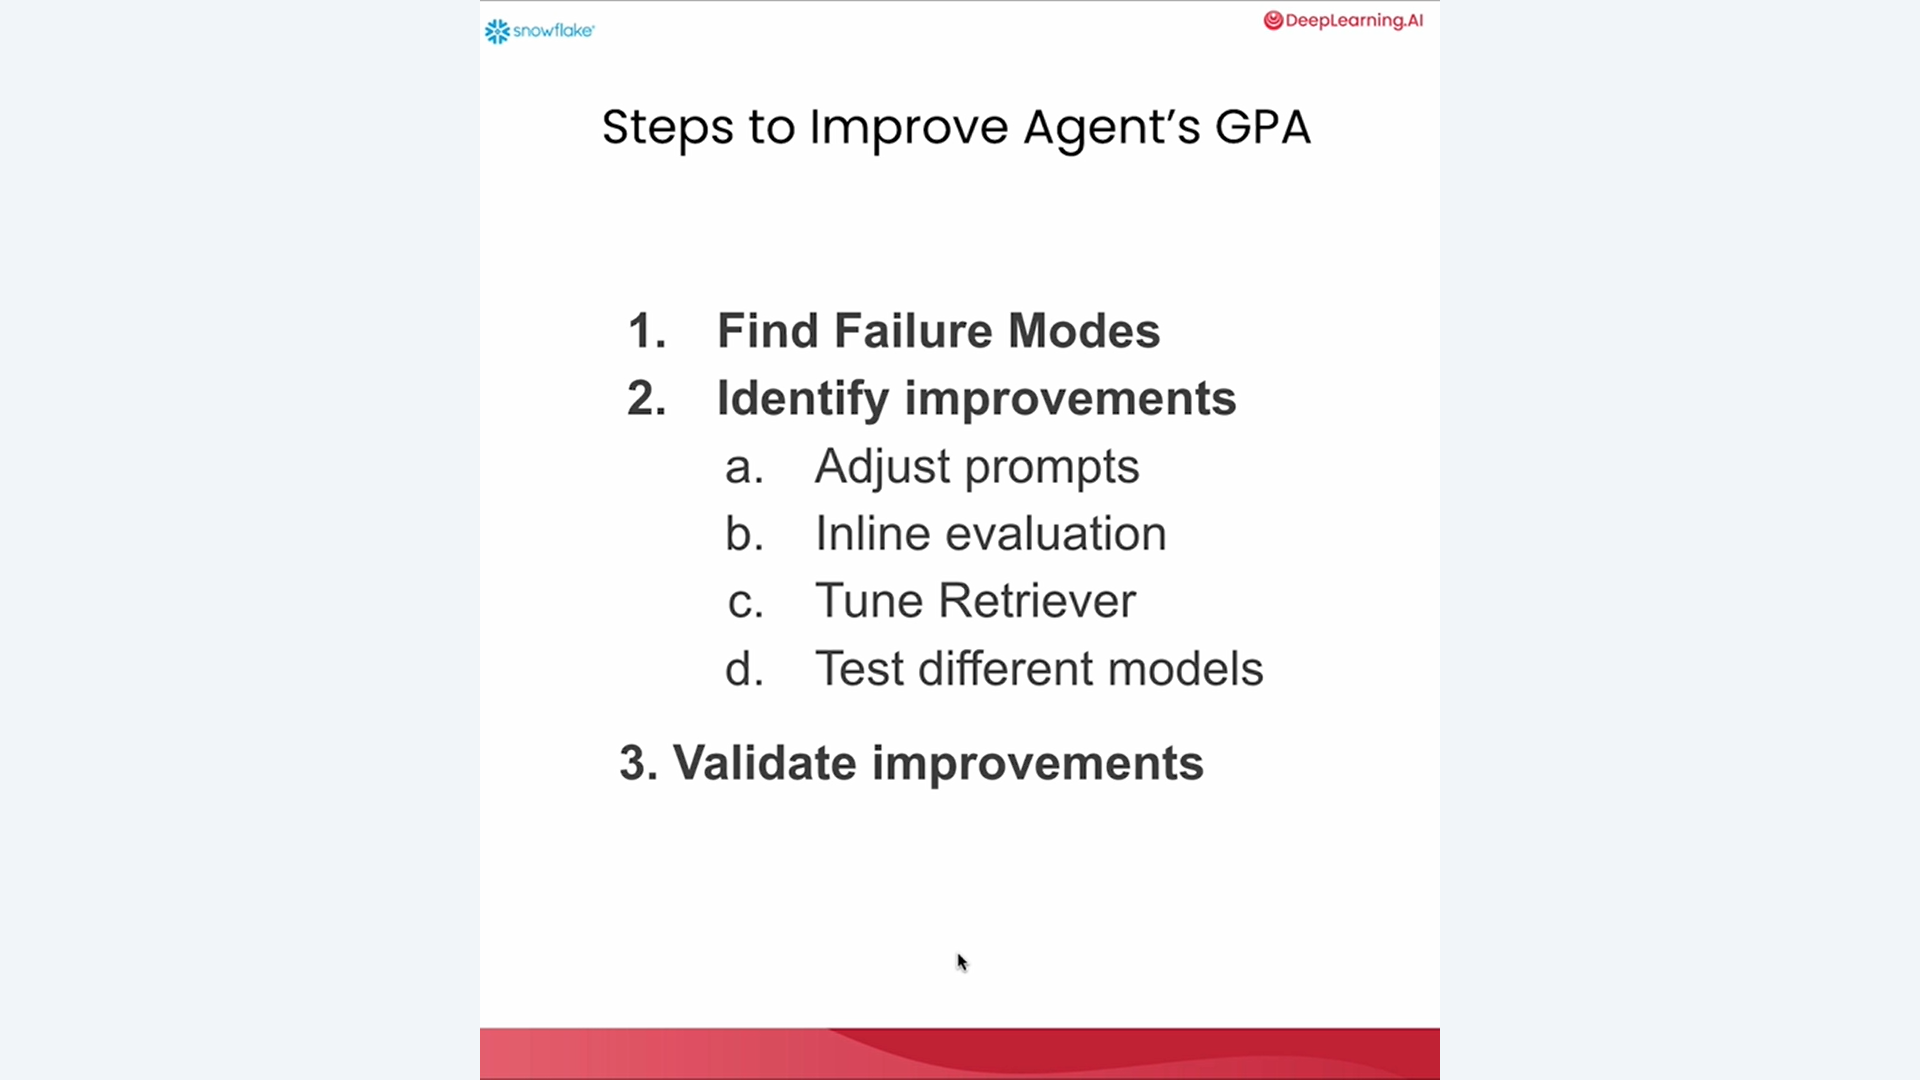 snowflake
DeepLearning.AI
Steps to Improve Agent’s GPA
1. Find Failure Modes
2. Identify improvements
a. Adjust prompts
b. Inline evaluation
c. Tune Retriever
d. Test different models
3. Validate improvements